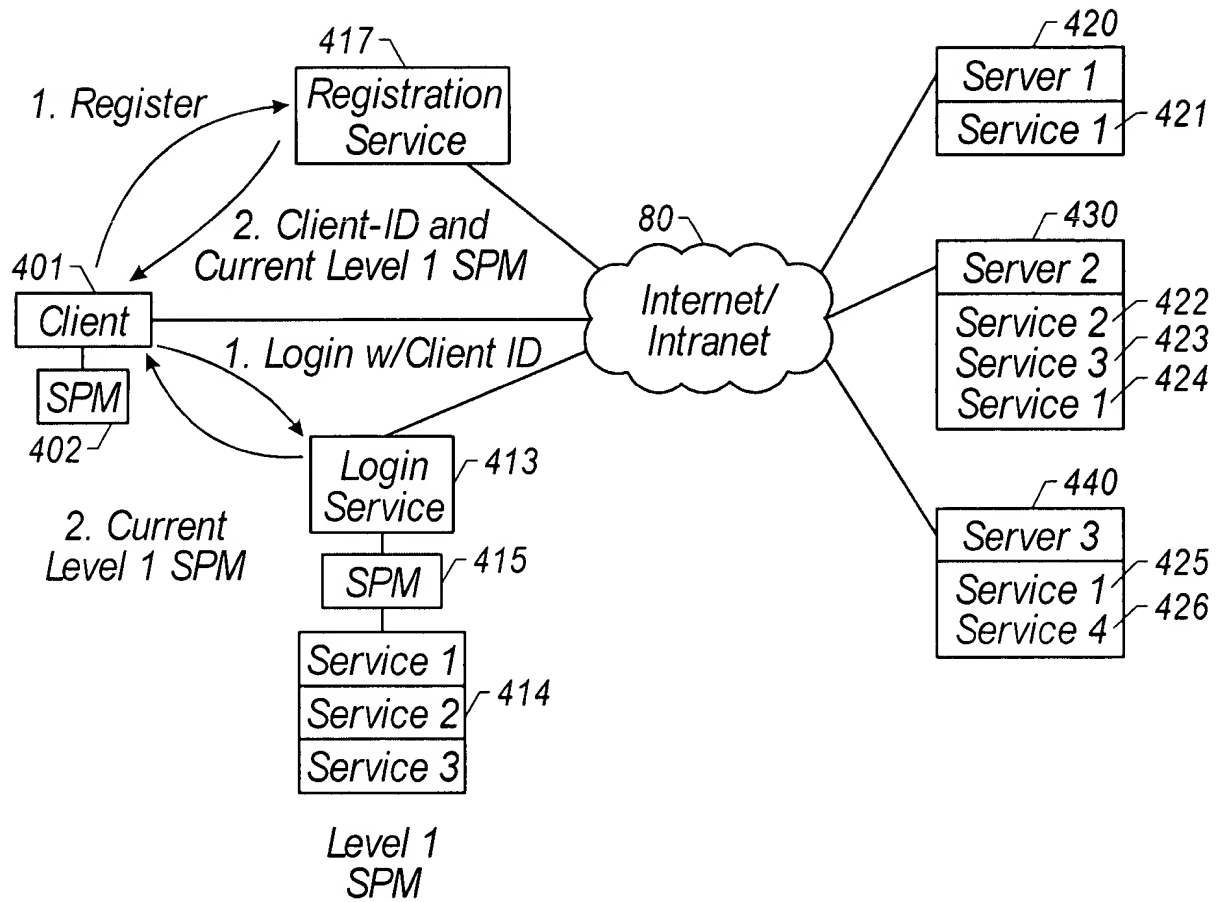 417
Registration
Service
1. Register
2. Client-ID and
Current Level 1 SPM
401
Client
SPM
402
1. Login w/Client ID
2. Current
Level 1 SPM
Login
Service
413
SPM
415
Service 1
Service 2
Service 3
414
Level 1
SPM
80
Internet/
Intranet
420
Server 1
Service 1
421
430
Server 2
Service 2
422
Service 3
423
Service 1
424
440
Server 3
Service 1
425
Service 4
426